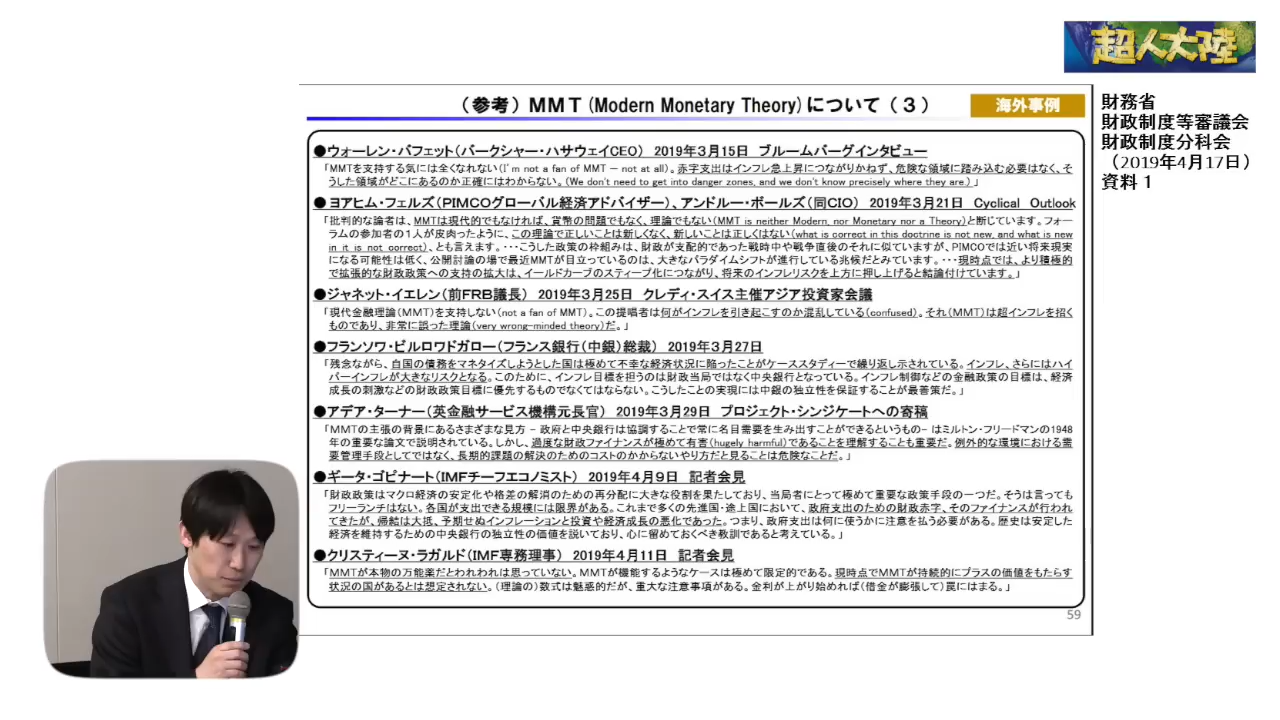 超人大陸
（参考）ＭＭＴ(Modern Monetary Theory)について（３）
海外事例
財務省
財政制度等審議会
財政制度分科会
（2019年4月17日）
資料１
●ウォーレン・バフェット（バークシャー・ハサウェイCEO） 2019年３月15日 ブルームバーグインタビュー
「MMTを支持する気には全くなれない(I'm not a fan of MMT – not at all)。赤字支出はインフレ急上昇につながりかねず、危険な領域に踏み込む必要はなく、そ
うした領域がどこにあるのか正確にはわからない。(We don't need to get into danger zones, and we don't know precisely where they are.)」
●ヨアヒム・フェルズ（PIMCOグローバル経済アドバイザー）、アンドルー・ボールズ（同CIO） 2019年３月21日 Cyclical Outlook
「批判的な論者は、MMTは現代的でもなければ、貨幣の問題でもなく、理論でもない(MMT is neither Modern, nor Monetary nor a Theory)と断じています。フォー
ラムの参加者の１人が皮肉ったように、この理論で正しいことは新しくなく、新しいことは正しくはない(what is correct in this doctrine is not new, and what is new
in it is not correct)、とも言えます。・・・こうした政策の枠組みは、財政が支配的であった戦時中や戦争直後のそれに似ていますが、PIMCOでは近い将来現実
になる可能性は低く、公開討論の場で最近MMTが目立っているのは、大きなパラダイムシフトが進行している兆候だとみています。・・・現時点では、より積極的
で拡張的な財政政策への支持の拡大は、イールドカーブのスティープ化につながり、将来のインフレリスクを上方に押し上げると結論付けています。」
●ジャネット・イエレン（前FRB議長） 2019年３月25日 クレディ・スイス主催アジア投資家会議
「現代金融理論(MMT)を支持しない(not a fan of MMT)。この提唱者は何がインフレを引き起こすのか混乱している(confused)。それ(MMT)は超インフレを招く
ものであり、非常に誤った理論(very wrong-minded theory)だ。」
●フランソワ・ビルロワドガロー（フランス銀行（中銀）総裁） 2019年３月27日
「残念ながら、自国の債務をマネタイズしようとした国は極めて不幸な経済状況に陥ったことがケーススタディーで繰り返し示されている。インフレ、さらにはハイ
パーインフレが大きなリスクとなる。このために、インフレ目標を担うのは財政当局ではなく中央銀行となっている。インフレ制御などの金融政策の目標は、経済
成長の刺激などの財政政策目標に優先するものでなくてはならない。こうしたことの実現には中銀の独立性を保証することが最善策だ。」
●アデア・ターナー（英金融サービス機構元長官） 2019年３月29日 プロジェクト・シンジケートへの寄稿
「MMTの主張の背景にあるさまざまな見方 – 政府と中央銀行は協調することで常に名目需要を生み出すことができるというもの– はミルトン・フリードマンの1948
年の重要な論文で説明されている。しかし、過度な財政ファイナンスが極めて有害(hugely harmful)であることを理解することも重要だ。例外的な環境における需
要管理手段としてではなく、長期的課題の解決のためのコストのかからないやり方だと見ることは危険なことだ。」
●ギータ・ゴピナート（IMFチーフエコノミスト） 2019年４月９日 記者会見
「財政政策はマクロ経済の安定化や格差の解消のための再分配に大きな役割を果たしており、当局者にとって極めて重要な政策手段の一つだ。そうは言っても
フリーランチはない。各国が支出できる規模には限界がある。これまで多くの先進国・途上国において、政府支出のための財政赤字、そのファイナンスが行われ
てきたが、帰結は大抵、予期せぬインフレーションと投資や経済成長の悪化であった。つまり、政府支出は何に使うかに注意を払う必要がある。歴史は安定した
経済を維持するための中央銀行の独立性の価値を説いており、心に留めておくべき教訓であると考えている。」
●クリスティーヌ・ラガルド（IMF専務理事） 2019年４月11日 記者会見
「MMTが本物の万能薬だとわれわれは思っていない。MMTが機能するようなケースは極めて限定的である。現時点でMMTが持続的にプラスの価値をもたらす
状況の国があるとは想定されない。（理論の）数式は魅惑的だが、重大な注意事項がある。金利が上がり始めれば（借金が膨張して）罠にはまる。」
59